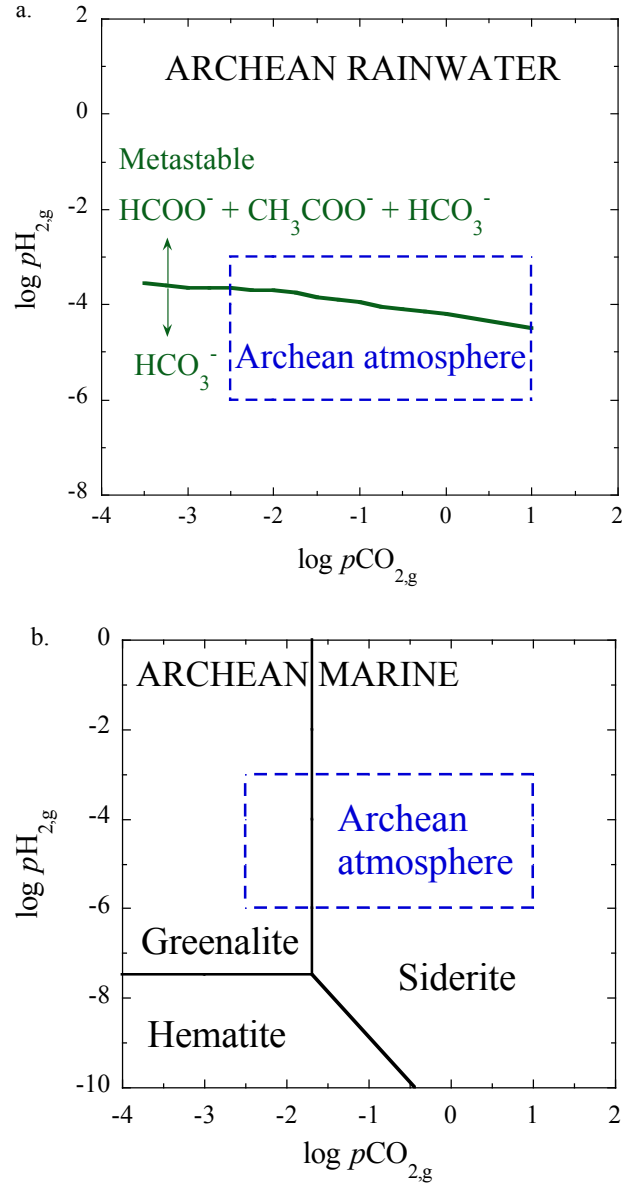 a.
ARCHEAN RAINWATER
Metastable
HCOO⁻ + CH₃COO⁻ + HCO₃⁻
HCO₃⁻
Archean atmosphere
log pH₂,g
2
0
-2
-4
-6
-8
-4 -3 -2 -1 0 1 2
log pCO₂,g
b.
ARCHEAN MARINE
Archean
atmosphere
Greenalite
Siderite
Hematite
log pH₂,g
0
-2
-4
-6
-8
-10
-4 -3 -2 -1 0 1 2
log pCO₂,g